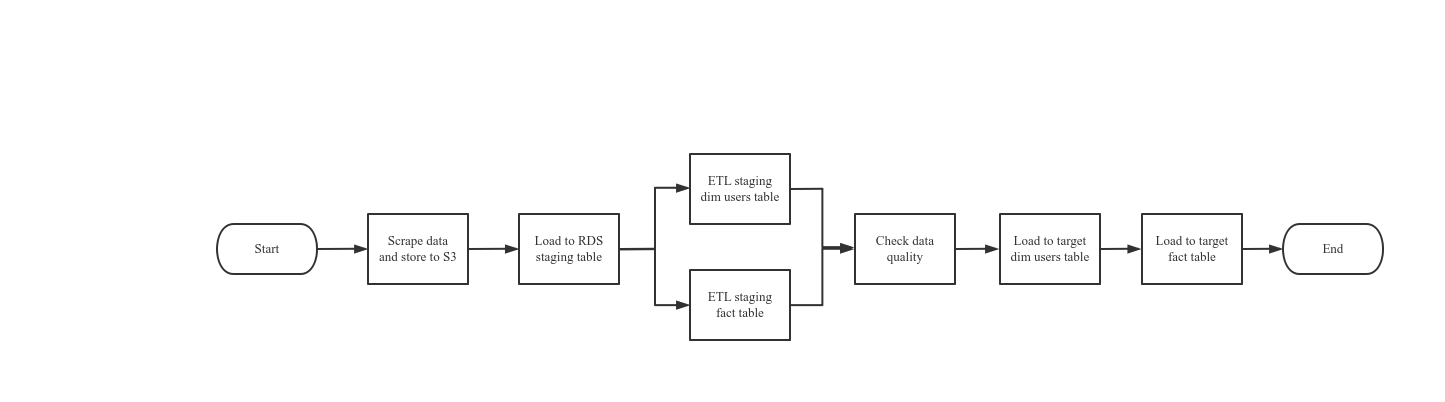 Start
Scrape data
and store to S3
Load to RDS
staging table
ETL staging
dim users table
ETL staging
fact table
Check data
quality
Load to target
dim users table
Load to target
fact table
End